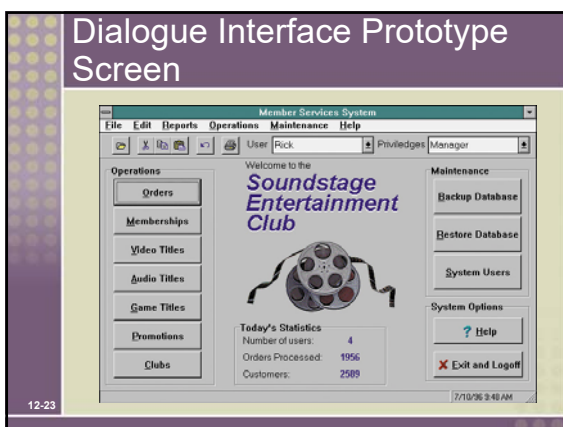 Dialogue Interface Prototype
Screen
Member Services System
File Edit Reports Operations Maintenance Help
User Rick Priviledges Manager
Operations
Orders
Memberships
Video Titles
Audio Titles
Game Titles
Promotions
Clubs
Welcome to the
Soundstage
Entertainment
Club
Today's Statistics
Number of users: 4
Orders Processed: 1956
Customers: 2589
Maintenance
Backup Database
Restore Database
System Users
System Options
? Help
Exit and Logoff
7/10/96 9:40 AM
12-23